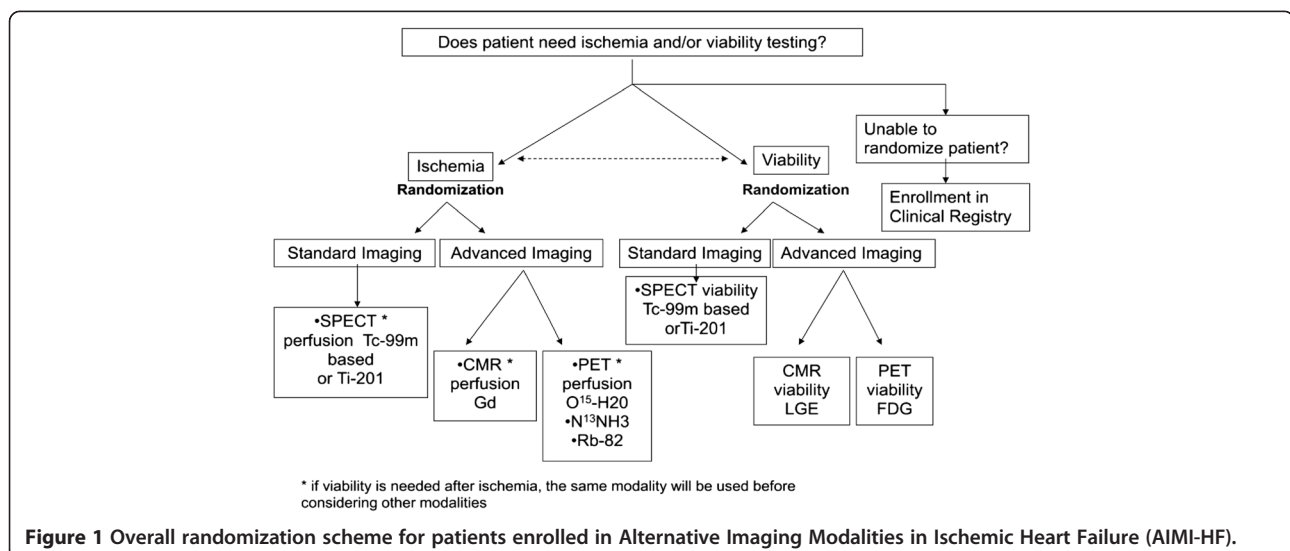 Does patient need ischemia and/or viability testing?
Unable to
randomize patient?
Ischemia
Viability
Randomization
Randomization
Enrollment in
Clinical Registry
Standard Imaging
Advanced Imaging
Standard Imaging
Advanced Imaging
•SPECT *
perfusion Tc-99m
based
or Ti-201
•CMR *
perfusion
Gd
•PET *
perfusion
O¹⁵-H20
•N¹³NH3
•Rb-82
•SPECT viability
Tc-99m based
orTi-201
CMR
viability
LGE
PET
viability
FDG
* if viability is needed after ischemia, the same modality will be used before
considering other modalities
Figure 1 Overall randomization scheme for patients enrolled in Alternative Imaging Modalities in Ischemic Heart Failure (AIMI-HF).